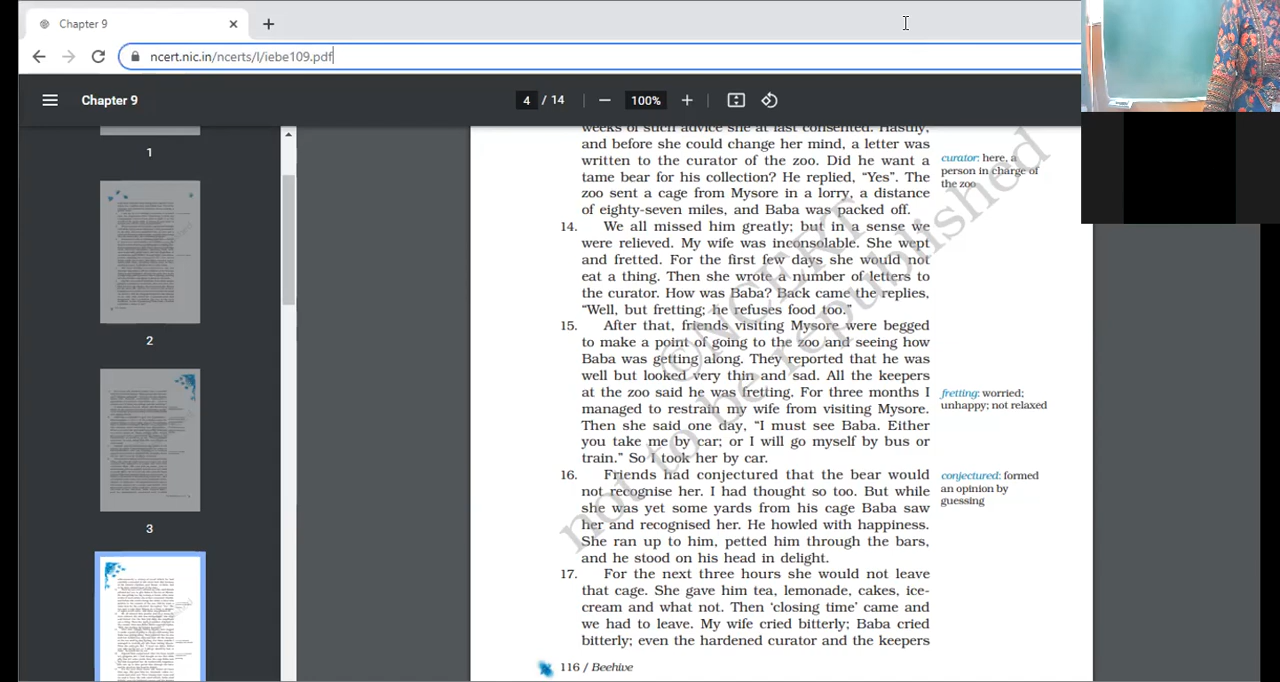 Chapter 9
ncert.nic.in/ncerts/l/iebe109.pdf
Chapter 9
4 / 14
100%
1
2
3
weeks of such advice she at last consented. Hastily,
and before she could change her mind, a letter was
written to the curator of the zoo. Did he want a
tame bear for his collection? He replied, “Yes”. The
zoo sent a cage from Mysore in a lorry, a distance
of eighty-seven miles, and Baba was packed off.
14. We all missed him greatly; but in a sense we
were relieved. My wife was inconsolable. She wept
and fretted. For the first few days she would not
eat a thing. Then she wrote a number of letters to
the curator. How was Baba? Back came the replies,
“Well, but fretting; he refuses food too.”
15. After that, friends visiting Mysore were begged
to make a point of going to the zoo and seeing how
Baba was getting along. They reported that he was
well but looked very thin and sad. All the keepers
at the zoo said he was fretting. For three months I
managed to restrain my wife from visiting Mysore.
Then she said one day, “I must see Baba. Either
you take me by car; or I will go myself by bus or
train.” So I took her by car.
16. Friends had conjectured that the bear would
not recognise her. I had thought so too. But while
she was yet some yards from his cage Baba saw
her and recognised her. He howled with happiness.
She ran up to him, petted him through the bars,
and he stood on his head in delight.
17. For the next three hours she would not leave
that cage. She gave him tea, lemonade, cakes, ice-
cream and what not. Then ‘closing time’ came and
we had to leave. My wife cried bitterly; Baba cried
bitterly; even the hardened curator and the keepers
116 / Beehive
curator: here, a
person in charge of
the zoo
fretting: worried;
unhappy; not relaxed
conjectured: formed
an opinion by
guessing
©NCERT
not to be republished